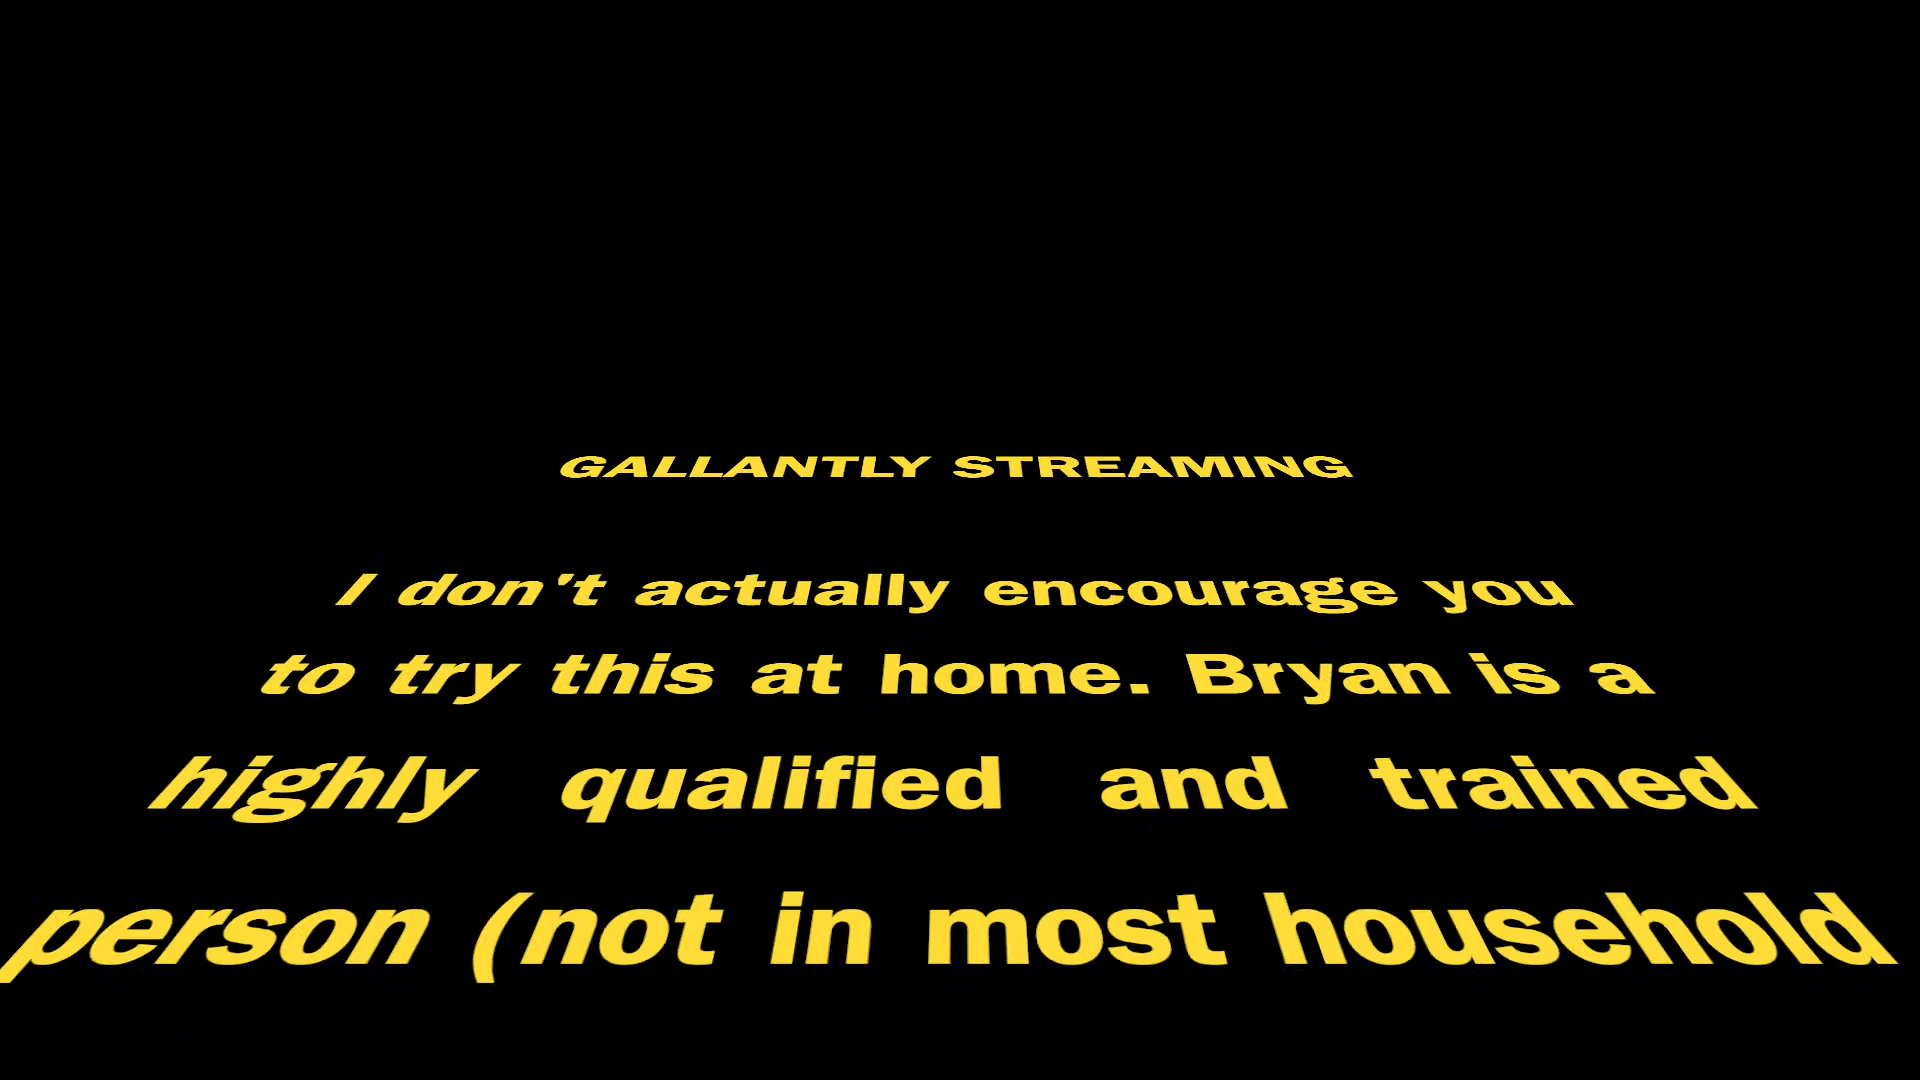 GALLANTLY STREAMING
I don't actually encourage you
to try this at home. Bryan is a
highly qualified and trained
person (not in most household